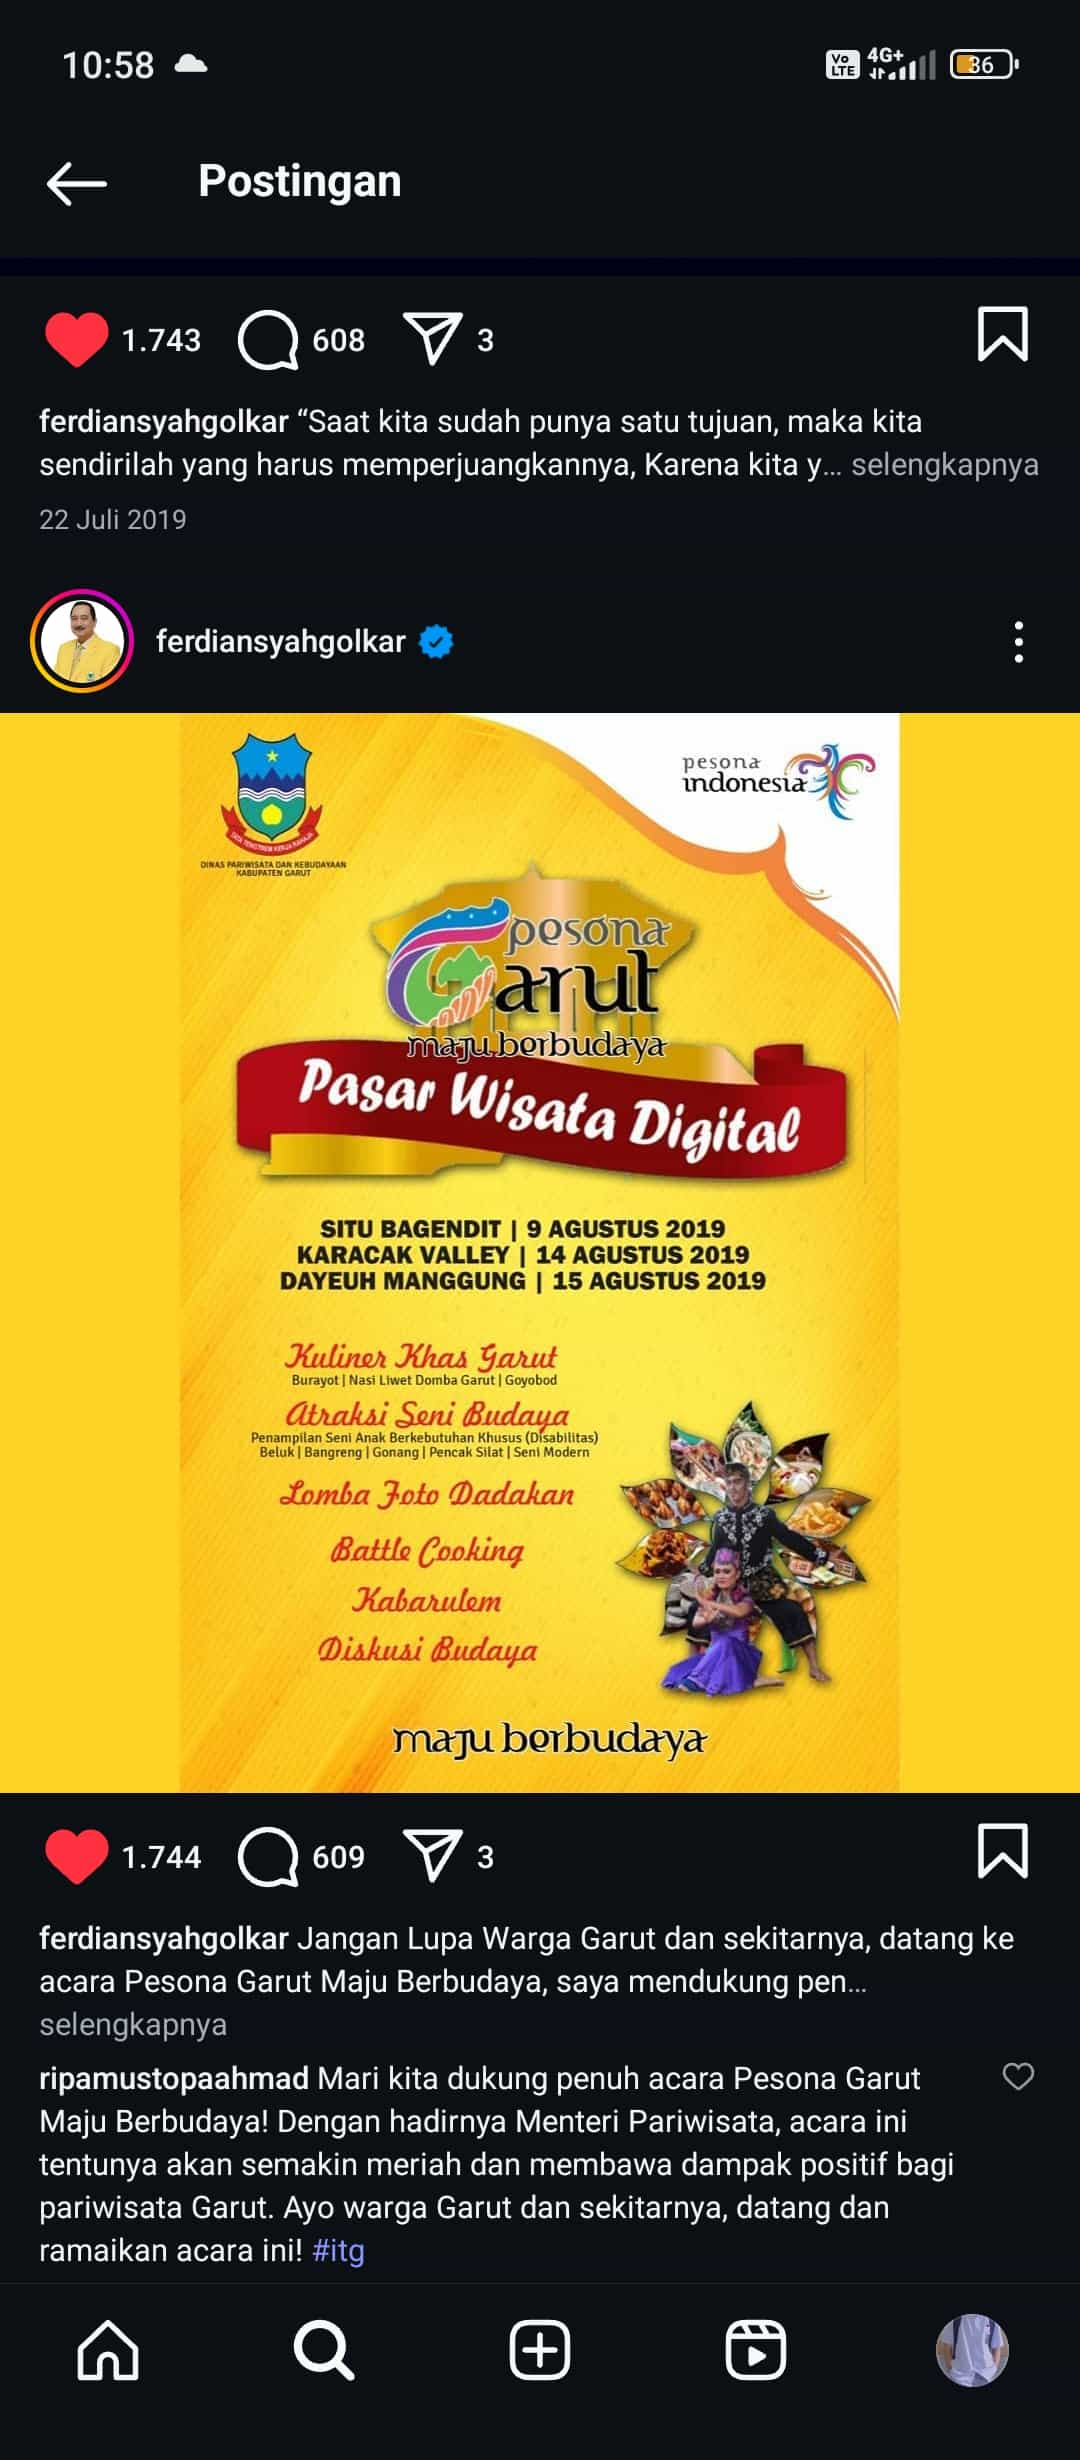 10:58
Vo LTE 4G+ 36
Postingan
1.743 608 3
ferdiansyahgolkar “Saat kita sudah punya satu tujuan, maka kita
sendirilah yang harus memperjuangkannya, Karena kita y... selengkapnya
22 Juli 2019
ferdiansyahgolkar
TATA TENGTREM KERTA RAHARJA
DINAS PARIWISATA DAN KEBUDAYAAN
KABUPATEN GARUT
pesona
indonesia
pesona
Garut
maju berbudaya
Pasar Wisata Digital
SITU BAGENDIT | 9 AGUSTUS 2019
KARACAK VALLEY | 14 AGUSTUS 2019
DAYEUH MANGGUNG | 15 AGUSTUS 2019
Kuliner Khas Garut
Burayot | Nasi Liwet Domba Garut | Goyobod
Atraksi Seni Budaya
Penampilan Seni Anak Berkebutuhan Khusus (Disabilitas)
Beluk | Bangreng | Gonang | Pencak Silat | Seni Modern
Lomba Foto Dadakan
Battle Cooking
Kabarulem
Diskusi Budaya
maju berbudaya
1.744 609 3
ferdiansyahgolkar Jangan Lupa Warga Garut dan sekitarnya, datang ke
acara Pesona Garut Maju Berbudaya, saya mendukung pen...
selengkapnya
ripamustopaahmad Mari kita dukung penuh acara Pesona Garut
Maju Berbudaya! Dengan hadirnya Menteri Pariwisata, acara ini
tentunya akan semakin meriah dan membawa dampak positif bagi
pariwisata Garut. Ayo warga Garut dan sekitarnya, datang dan
ramaikan acara ini! #itg